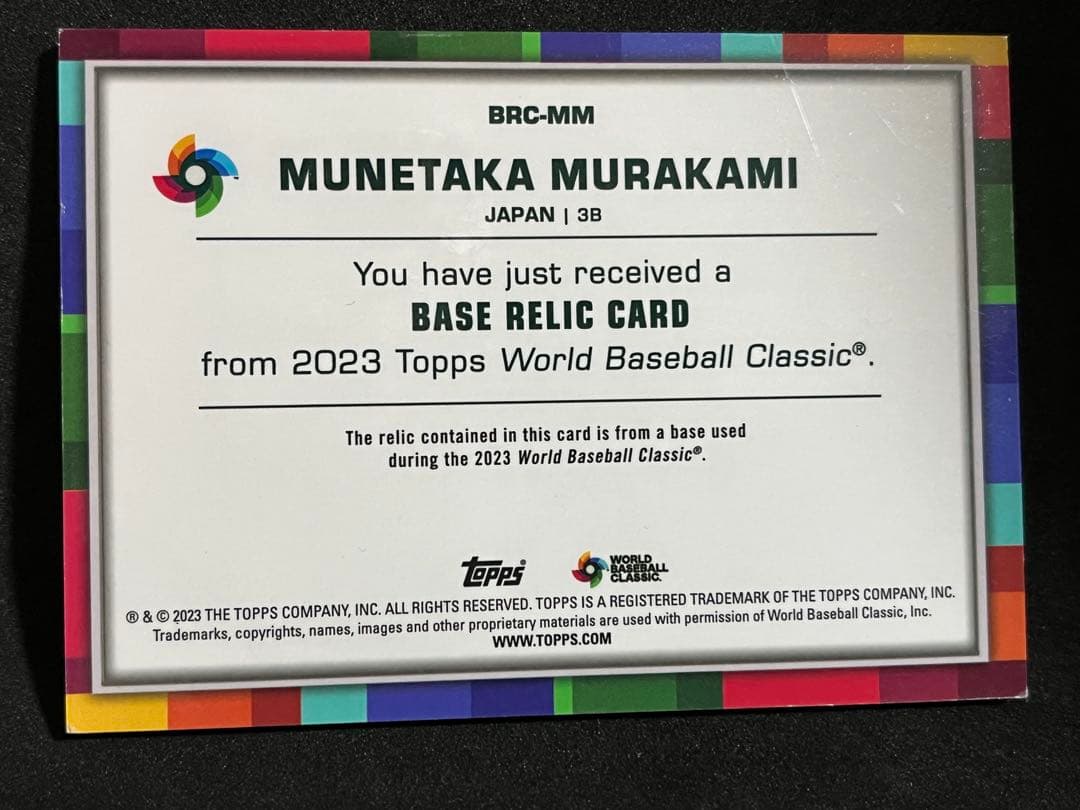 BRC-MM
MUNETAKA MURAKAMI
JAPAN | 3B
You have just received a
BASE RELIC CARD
from 2023 Topps World Baseball Classic®.
The relic contained in this card is from a base used
during the 2023 World Baseball Classic®.
topps®
WORLD
BASEBALL
CLASSIC.
® & © 2023 THE TOPPS COMPANY, INC. ALL RIGHTS RESERVED. TOPPS IS A REGISTERED TRADEMARK OF THE TOPPS COMPANY, INC.
Trademarks, copyrights, names, images and other proprietary materials are used with permission of World Baseball Classic, Inc.
WWW.TOPPS.COM